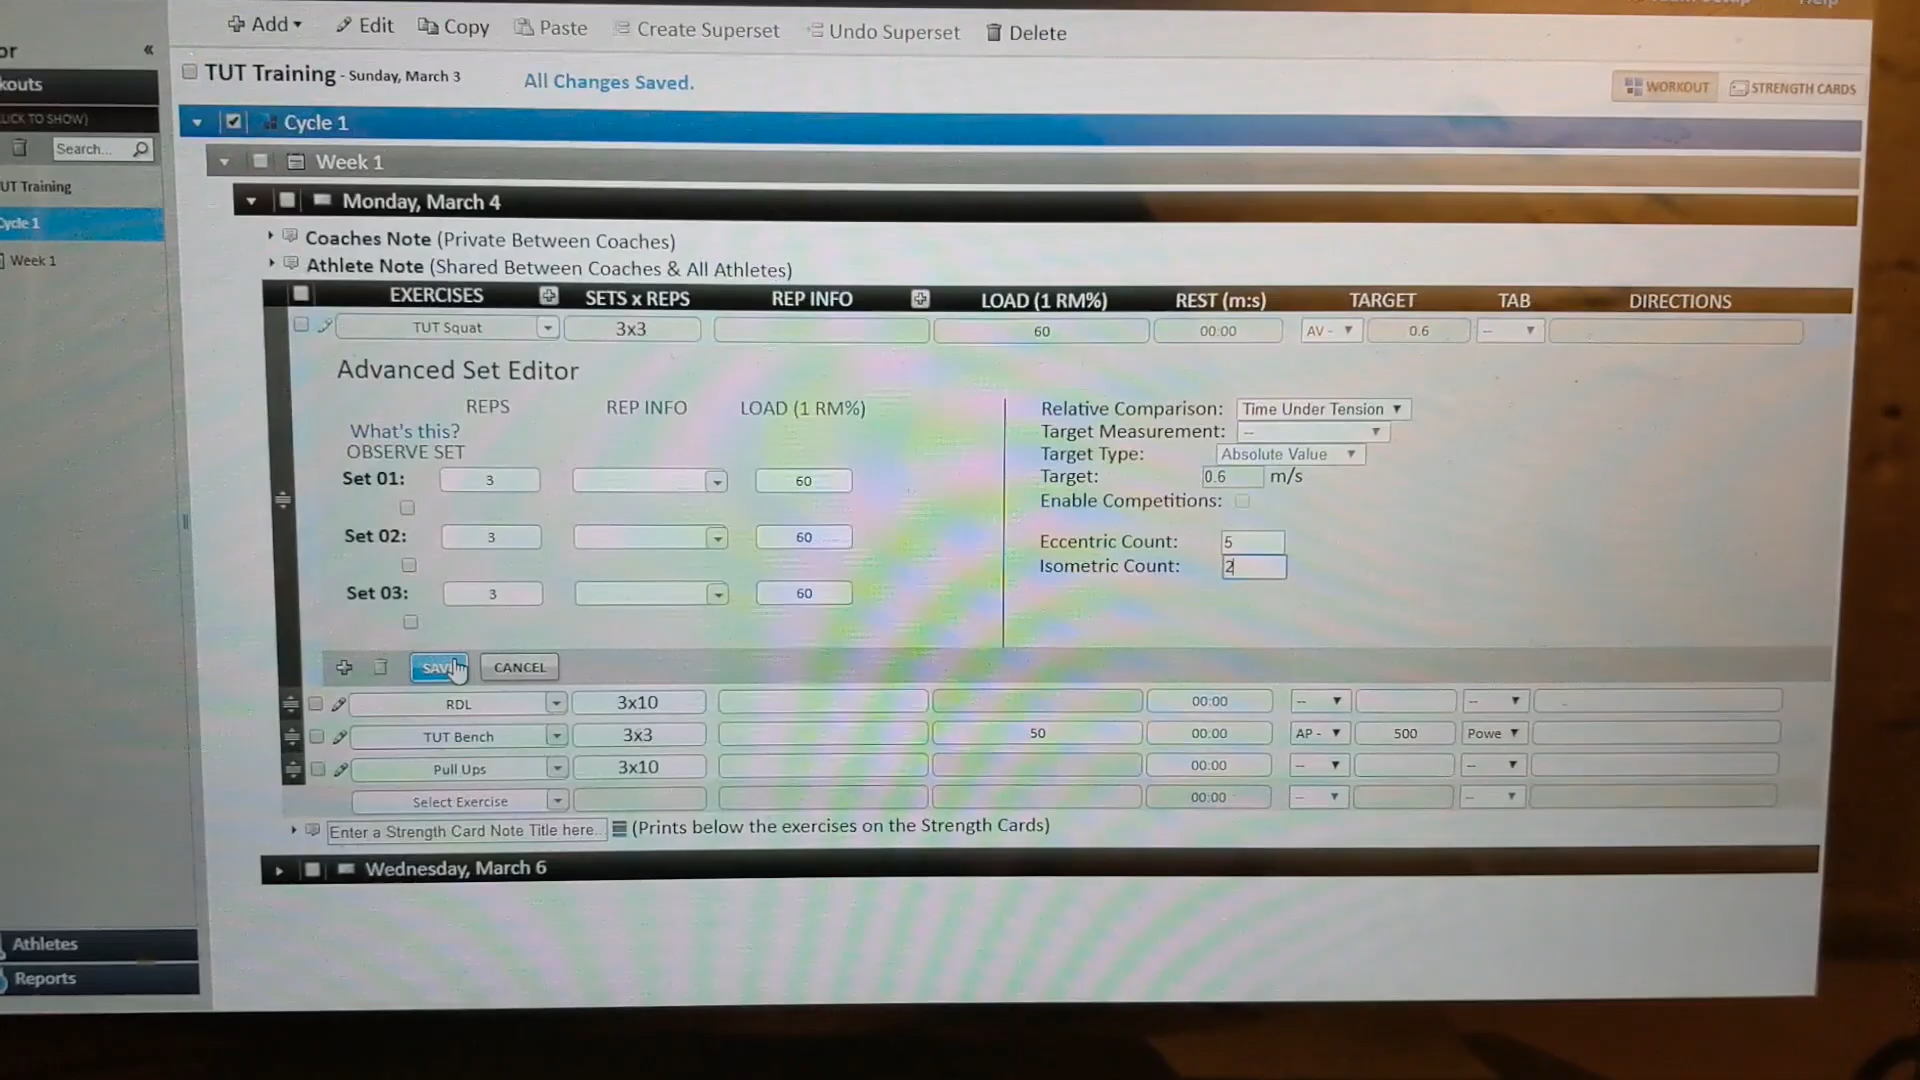 Add Edit Copy Paste Create Superset Undo Superset Delete Help
TUT Training - Sunday, March 3 All Changes Saved.
WORKOUT STRENGTH CARDS
kouts
LICK TO SHOW)
Search...
UT Training
Cycle 1
Week 1
Athletes
Reports
Cycle 1
Week 1
Monday, March 4
Coaches Note (Private Between Coaches)
Athlete Note (Shared Between Coaches & All Athletes)
EXERCISES SETS x REPS REP INFO LOAD (1 RM%) REST (m:s) TARGET TAB DIRECTIONS
TUT Squat 3x3 60 00:00 AV - 0.6 --
Advanced Set Editor
REPS REP INFO LOAD (1 RM%)
What's this?
OBSERVE SET
Set 01: 3 60
Set 02: 3 60
Set 03: 3 60
Relative Comparison: Time Under Tension
Target Measurement: --
Target Type: Absolute Value
Target: 0.6 m/s
Enable Competitions:
Eccentric Count: 5
Isometric Count: 2
SAVE CANCEL
RDL 3x10 00:00 -- --
TUT Bench 3x3 50 00:00 AP - 500 Powe
Pull Ups 3x10 00:00 -- --
Select Exercise 00:00 -- --
Enter a Strength Card Note Title here... (Prints below the exercises on the Strength Cards)
Wednesday, March 6